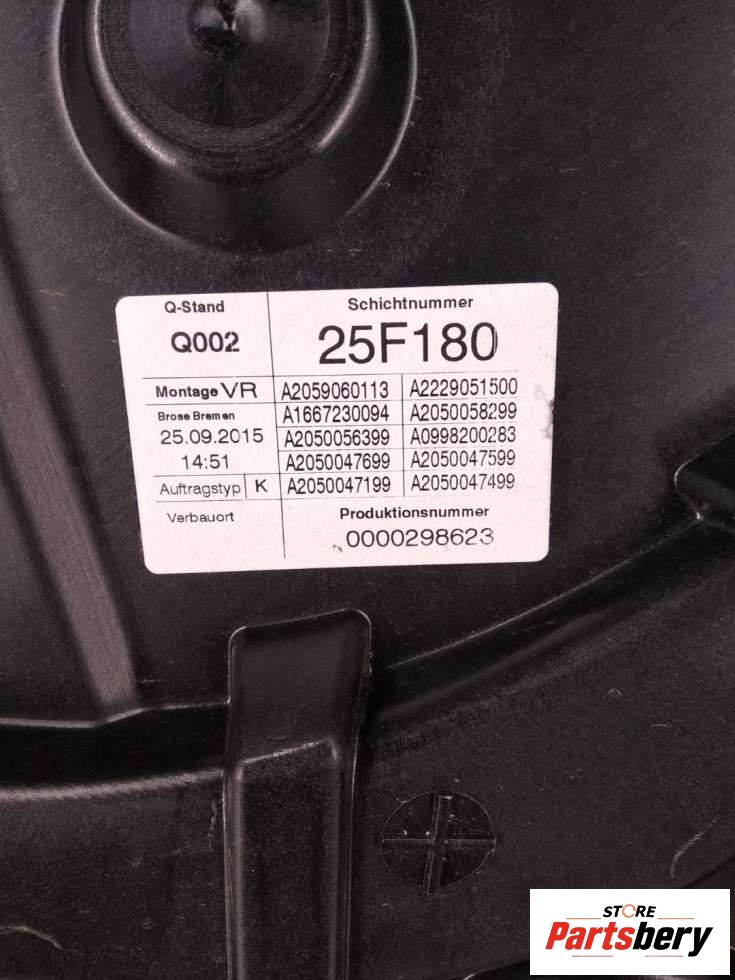 Q-Stand Schichtnummer
Q002 25F180
Montage VR A2059060113 A2229051500
Brose Bremen A1667230094 A2050058299
25.09.2015 A2050056399 A0998200283
14:51 A2050047699 A2050047599
Auftragstyp K A2050047199 A2050047499
Verbauort Produktionsnummer
0000298623
STORE
Partsbery